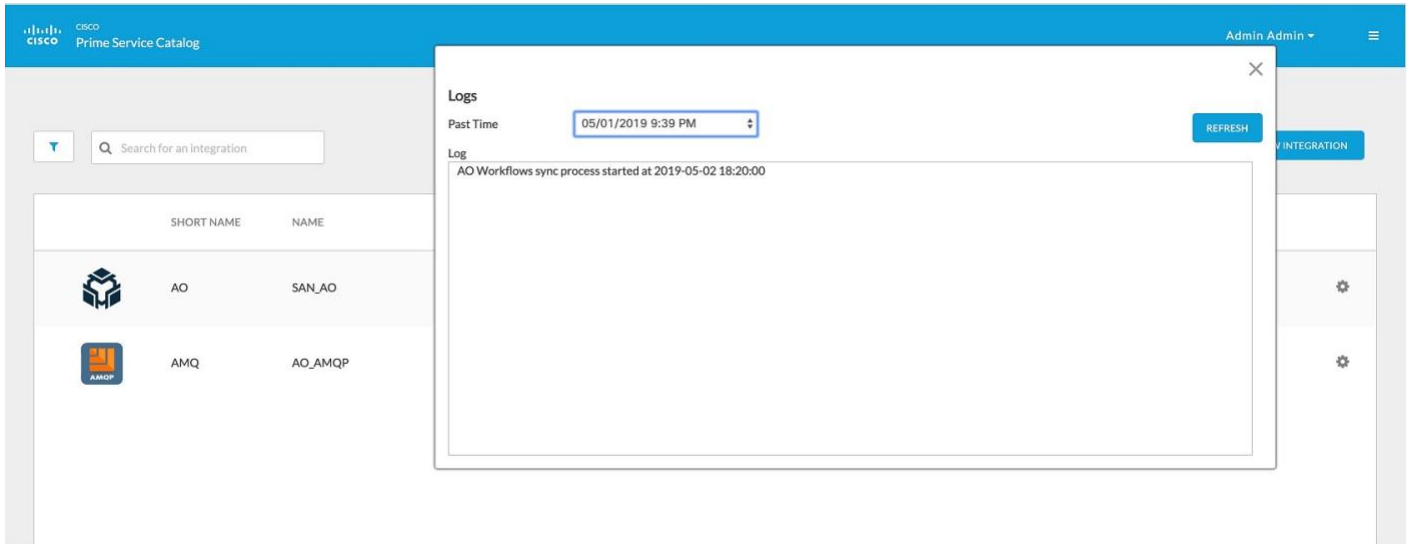 CISCO
cisco Prime Service Catalog
Admin Admin
Logs
Past Time 05/01/2019 9:39 PM
REFRESH
Search for an integration
INTEGRATION
Log
AO Workflows sync process started at 2019-05-02 18:20:00
SHORT NAME NAME
AO SAN_AO
AMQ AO_AMQP
AMQP